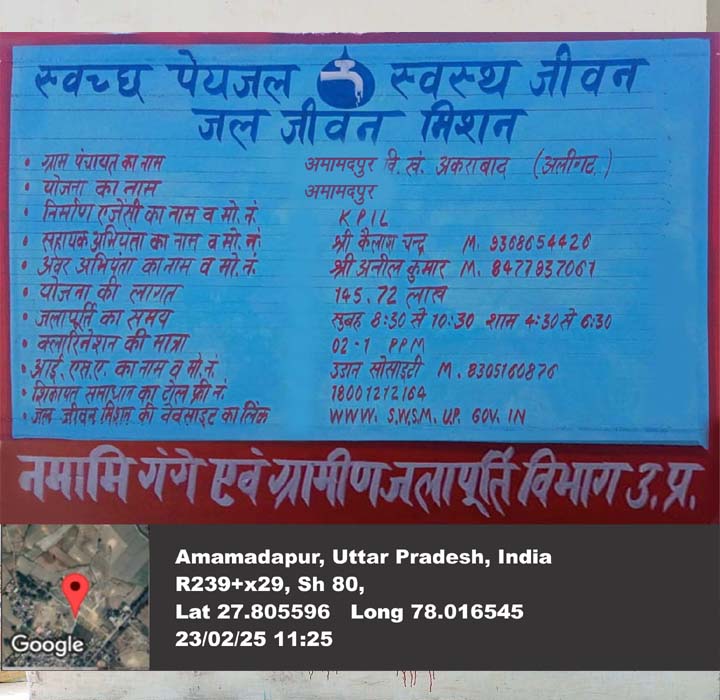 स्वच्छ पेयजल स्वस्थ जीवन
जल जीवन मिशन
• ग्राम पंचायत का नाम अमामदपुर वि. खं. अकराबाद (अलीगढ़)
• योजना का नाम अमामदपुर
• निर्माण एजेंसी का नाम व मो. नं. KPIL
• सहायक अभियंता का नाम व मो. नं. श्री कैलाश चन्द्र M. 9368654426
• अवर अभियंता का नाम व मो. नं. श्री अनील कुमार M. 8477937061
• योजना की लागत 145.72 लाख
• जलापूर्ति का समय सुबह 8:30 से 10:30 शाम 4:30 से 6:30
• क्लोरिनेशन की मात्रा 02-1 PPM
• आई. एस. ए. का नाम व मो. नं. उडान सोसाइटी M. 8305160876
• शिकायत समाधान का टोल फ्री नं. 18001212164
• जल जीवन मिशन की वेबसाइट का लिंक WWW. S.W.S.M. UP. GOV. IN
नमामि गंगे एवं ग्रामीण जलापूर्ति विभाग उ.प्र.
Amamadapur, Uttar Pradesh, India
R239+x29, Sh 80,
Lat 27.805596 Long 78.016545
23/02/25 11:25
Google